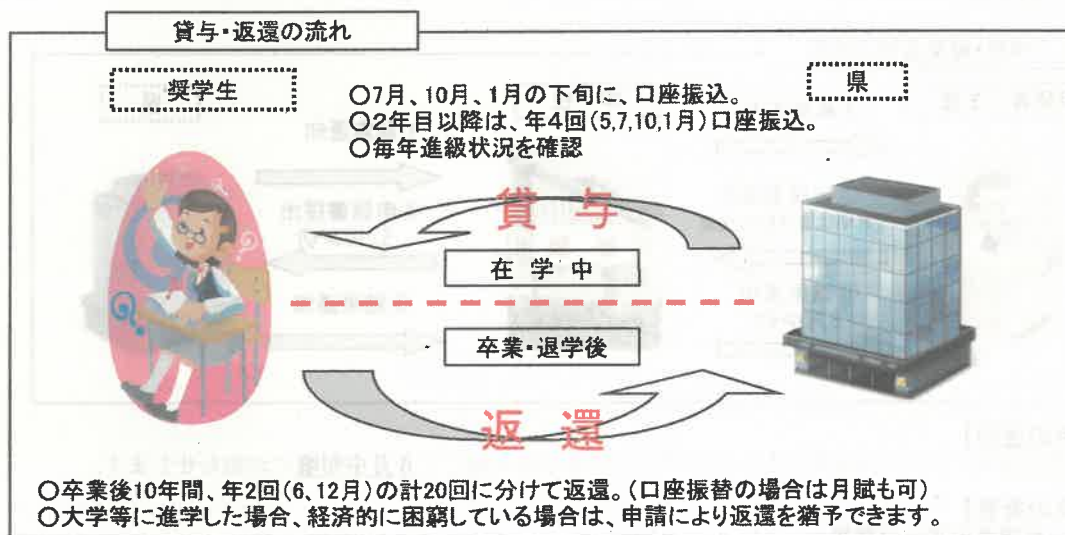 貸与・返還の流れ
奨学生
県
○7月、10月、1月の下旬に、口座振込。
○2年目以降は、年4回(5,7,10,1月)口座振込。
○毎年進級状況を確認
貸与
在学中
卒業・退学後
返還
○卒業後10年間、年2回(6、12月)の計20回に分けて返還。(口座振替の場合は月賦も可)
○大学等に進学した場合、経済的に困窮している場合は、申請により返還を猶予できます。